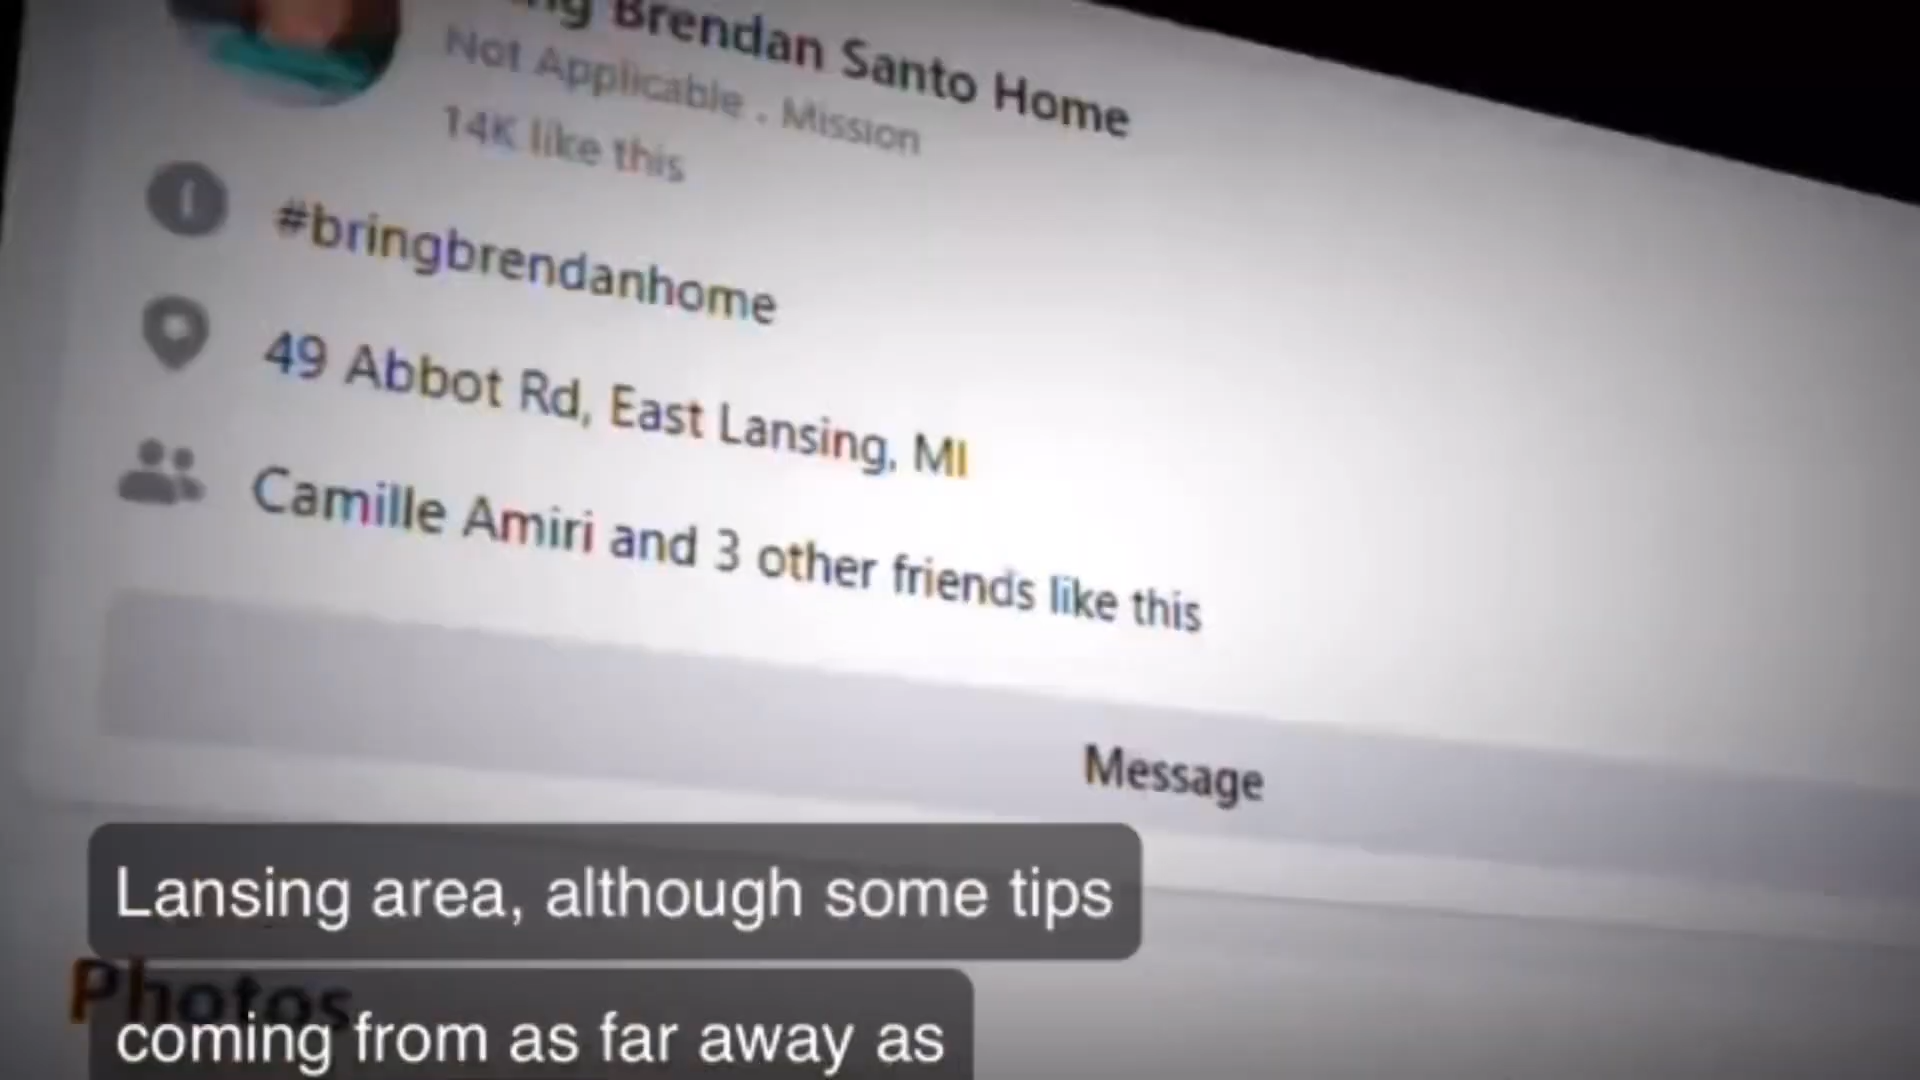 ng Brendan Santo Home
Not Applicable . Mission
14K like this
#bringbrendanhome
49 Abbot Rd, East Lansing, MI
Camille Amiri and 3 other friends like this
Message
Photos
Lansing area, although some tips
coming from as far away as